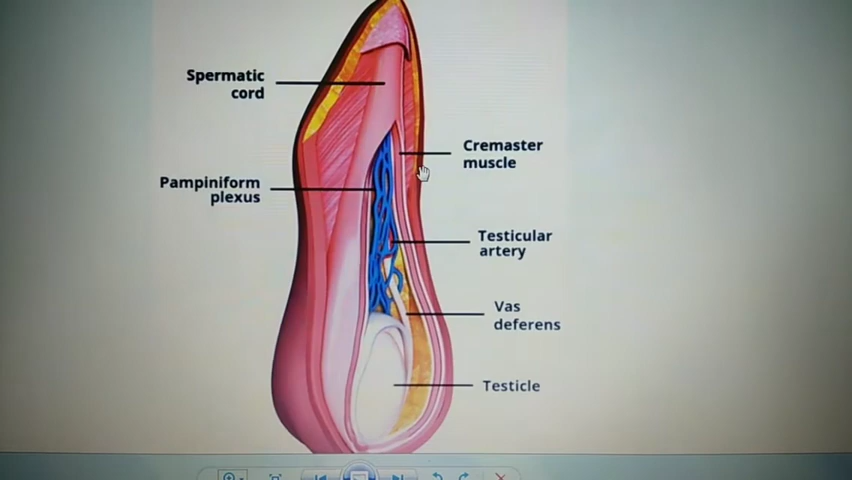 Spermatic
cord
Cremaster
muscle
Pampiniform
plexus
Testicular
artery
Vas
deferens
Testicle